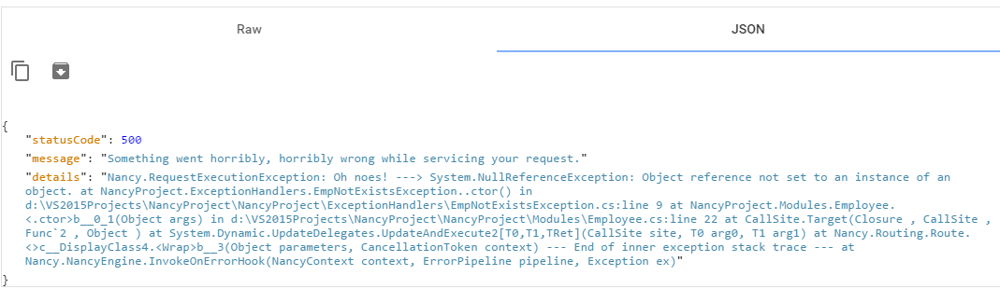 Raw
JSON
{
"statusCode": 500
"message": "Something went horribly, horribly wrong while servicing your request."
"details": "Nancy.RequestExecutionException: Oh noes! ---> System.NullReferenceException: Object reference not set to an instance of an
object. at NancyProject.ExceptionHandlers.EmpNotExistsException..ctor() in
d:\VS2015Projects\NancyProject\NancyProject\ExceptionHandlers\EmpNotExistsException.cs:line 9 at NancyProject.Modules.Employee.
<.ctor>b__0_1(Object args) in d:\VS2015Projects\NancyProject\NancyProject\Modules\Employee.cs:line 22 at CallSite.Target(Closure , CallSite ,
Func`2 , Object ) at System.Dynamic.UpdateDelegates.UpdateAndExecute2[T0,T1,TRet](CallSite site, T0 arg0, T1 arg1) at Nancy.Routing.Route.
<>c__DisplayClass4.<Wrap>b__3(Object parameters, CancellationToken context) --- End of inner exception stack trace --- at
Nancy.NancyEngine.InvokeOnErrorHook(NancyContext context, ErrorPipeline pipeline, Exception ex)"
}